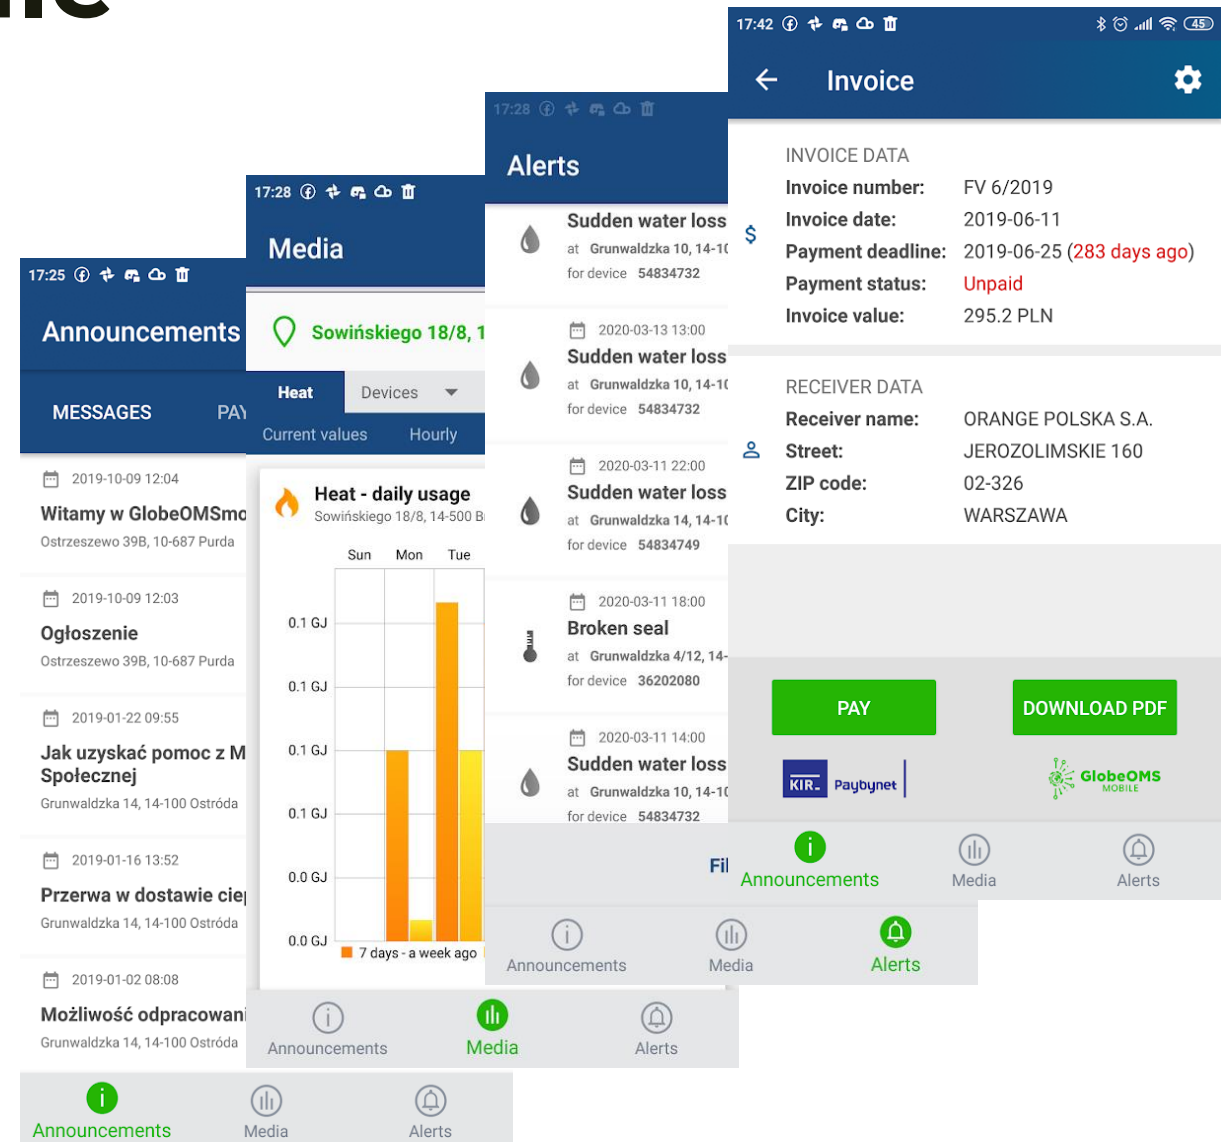 17:25
Announcements
MESSAGES PAY
2019-10-09 12:04
Witamy w GlobeOMSmo
Ostrzeszewo 39B, 10-687 Purda
2019-10-09 12:03
Ogłoszenie
Ostrzeszewo 39B, 10-687 Purda
2019-01-22 09:55
Jak uzyskać pomoc z M
Społecznej
Grunwaldzka 14, 14-100 Ostróda
2019-01-16 13:52
Przerwa w dostawie ciep
Grunwaldzka 14, 14-100 Ostróda
2019-01-02 08:08
Możliwość odpracowani
Grunwaldzka 14, 14-100 Ostróda
Announcements Media Alerts
17:28
Media
Sowińskiego 18/8, 1
Heat Devices
Current values Hourly
Heat - daily usage
Sowińskiego 18/8, 14-500 B
Sun Mon Tue
0.1 GJ
0.1 GJ
0.1 GJ
0.1 GJ
0.0 GJ
0.0 GJ
7 days - a week ago
Announcements Media Alerts
17:28
Alerts
Sudden water loss
at Grunwaldzka 10, 14-10
for device 54834732
2020-03-13 13:00
Sudden water loss
at Grunwaldzka 10, 14-10
for device 54834732
2020-03-11 22:00
Sudden water loss
at Grunwaldzka 14, 14-10
for device 54834749
2020-03-11 18:00
Broken seal
at Grunwaldzka 4/12, 14-
for device 36202080
2020-03-11 14:00
Sudden water loss
at Grunwaldzka 10, 14-10
for device 54834732
Fil
Announcements Media Alerts
17:42 45
Invoice
INVOICE DATA
Invoice number: FV 6/2019
Invoice date: 2019-06-11
Payment deadline: 2019-06-25 (283 days ago)
Payment status: Unpaid
Invoice value: 295.2 PLN
RECEIVER DATA
Receiver name: ORANGE POLSKA S.A.
Street: JEROZOLIMSKIE 160
ZIP code: 02-326
City: WARSZAWA
PAY DOWNLOAD PDF
KIR Paybynet GlobeOMS
MOBILE
Announcements Media Alerts